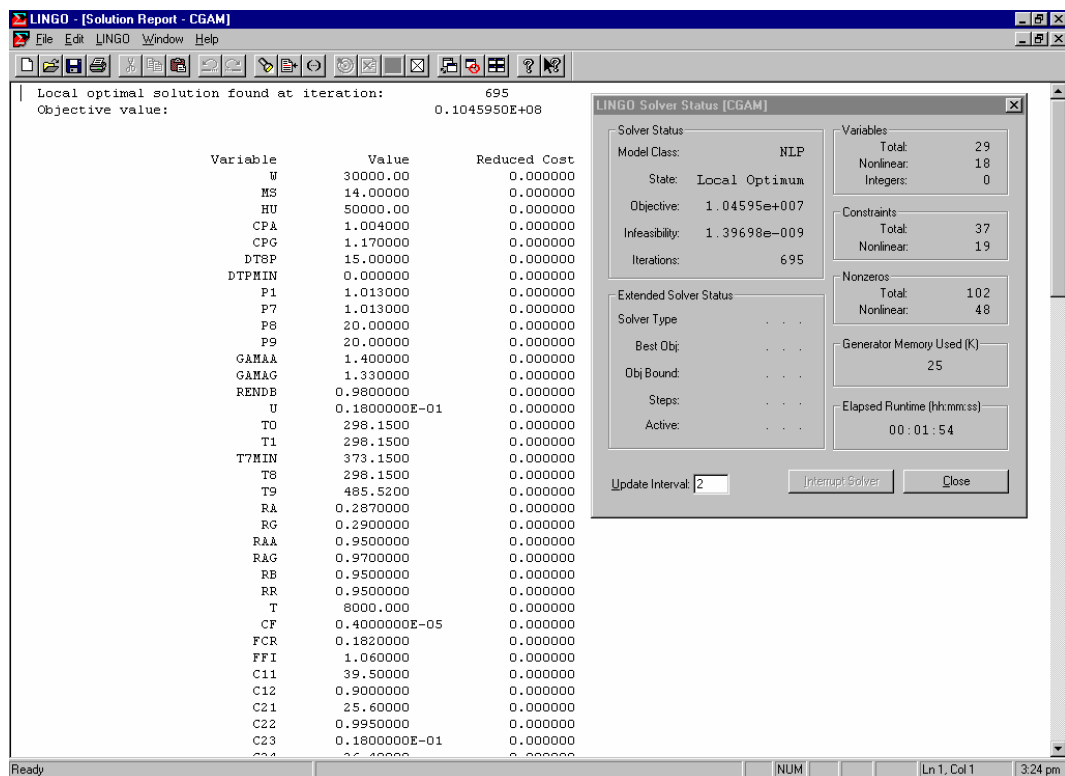 LINGO - [Solution Report - CGAM]
File Edit LINGO Window Help
Local optimal solution found at iteration: 695
Objective value: 0.1045950E+08
Variable Value Reduced Cost
W 30000.00 0.000000
MS 14.00000 0.000000
HU 50000.00 0.000000
CPA 1.004000 0.000000
CPG 1.170000 0.000000
DT8P 15.00000 0.000000
DTPMIN 0.000000 0.000000
P1 1.013000 0.000000
P7 1.013000 0.000000
P8 20.00000 0.000000
P9 20.00000 0.000000
GAMAA 1.400000 0.000000
GAMAG 1.330000 0.000000
RENDB 0.9800000 0.000000
U 0.1800000E-01 0.000000
T0 298.1500 0.000000
T1 298.1500 0.000000
T7MIN 373.1500 0.000000
T8 298.1500 0.000000
T9 485.5200 0.000000
RA 0.2870000 0.000000
RG 0.2900000 0.000000
RAA 0.9500000 0.000000
RAG 0.9700000 0.000000
RB 0.9500000 0.000000
RR 0.9500000 0.000000
T 8000.000 0.000000
CF 0.4000000E-05 0.000000
FCR 0.1820000 0.000000
FFI 1.060000 0.000000
C11 39.50000 0.000000
C12 0.9000000 0.000000
C21 25.60000 0.000000
C22 0.9950000 0.000000
C23 0.1800000E-01 0.000000
LINGO Solver Status [CGAM]
Solver Status
Model Class: NLP
State: Local Optimum
Objective: 1.04595e+007
Infeasibility: 1.39698e-009
Iterations: 695
Extended Solver Status
Solver Type . . .
Best Obj: . . .
Obj Bound: . . .
Steps: . . .
Active: . . .
Variables
Total: 29
Nonlinear: 18
Integers: 0
Constraints
Total: 37
Nonlinear: 19
Nonzeros
Total: 102
Nonlinear: 48
Generator Memory Used (K)
25
Elapsed Runtime (hh:mm:ss)
00:01:54
Update Interval: 2
Interrupt Solver
Close
Ready NUM Ln 1, Col 1 3:24 pm